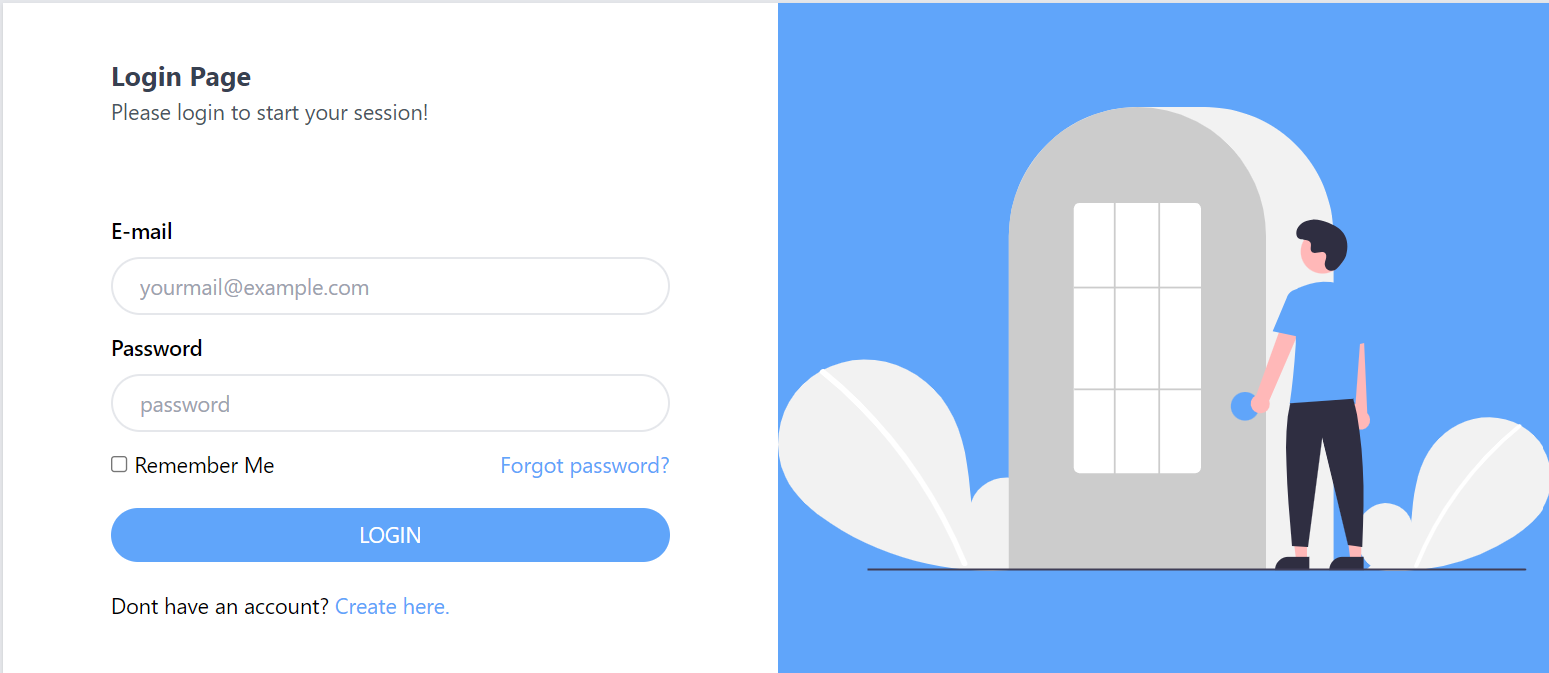 Login Page
Please login to start your session!
E-mail
yourmail@example.com
Password
password
Remember Me Forgot password?
LOGIN
Dont have an account? Create here.